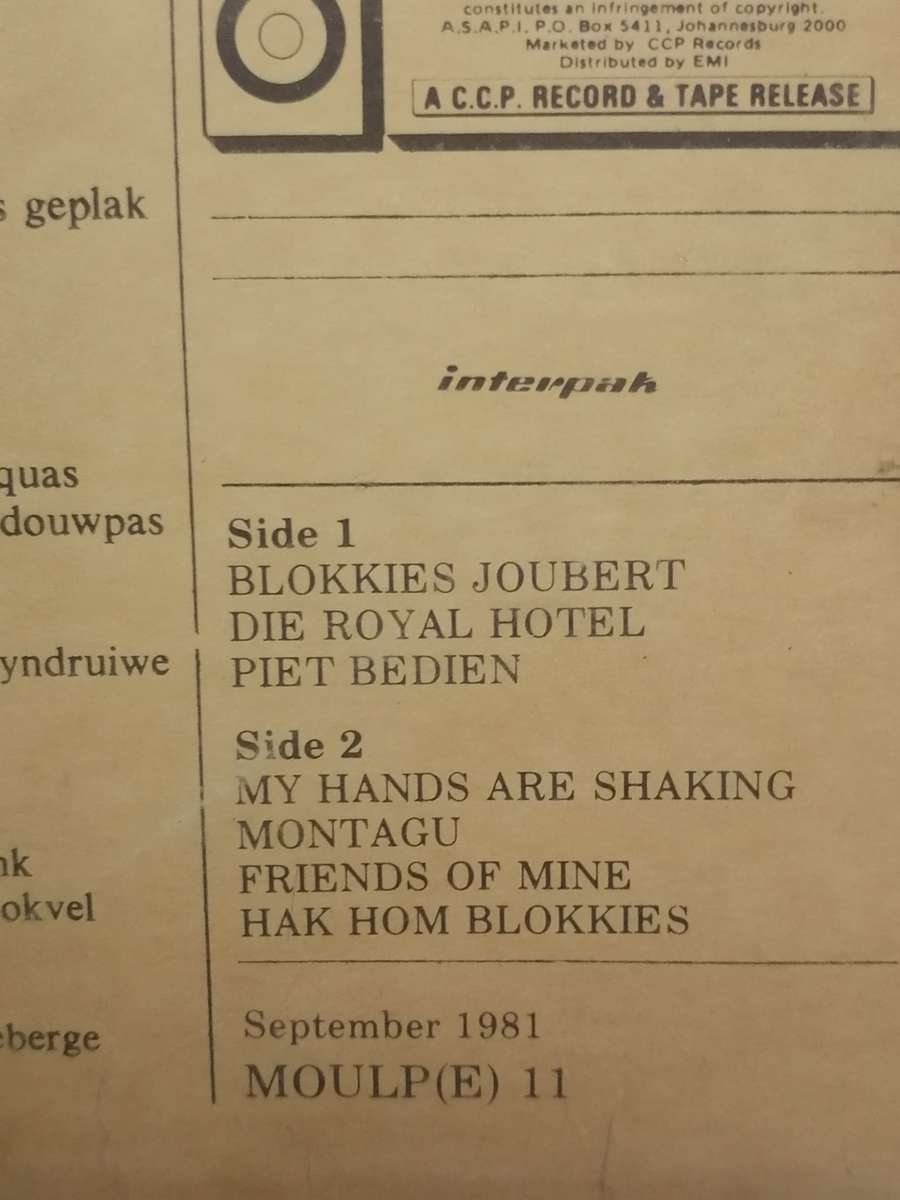 constitutes an infringement of copyright.
A.S.A.P.I. P.O. Box 5411, Johannesburg 2000
Marketed by CCP Records
Distributed by EMI
A C.C.P. RECORD & TAPE RELEASE
geplak
interpak
quas
douwpas
yndruiwe
nk
okvel
berge
Side 1
BLOKKIES JOUBERT
DIE ROYAL HOTEL
PIET BEDIEN
Side 2
MY HANDS ARE SHAKING
MONTAGU
FRIENDS OF MINE
HAK HOM BLOKKIES
September 1981
MOULP(E) 11